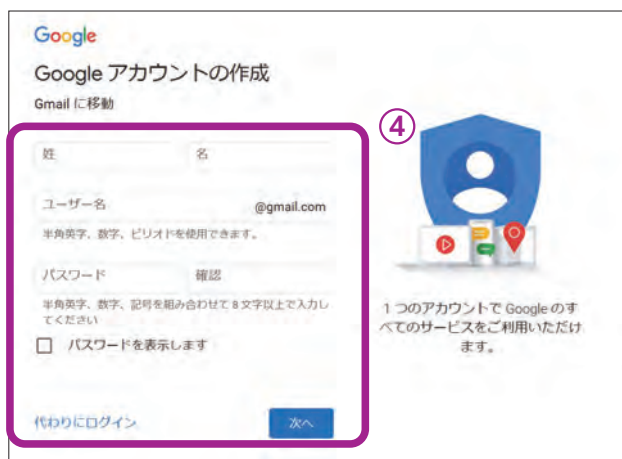 Google
Google アカウントの作成
Gmail に移動
④
姓 名
ユーザー名 @gmail.com
半角英字、数字、ピリオドを使用できます。
パスワード 確認
半角英字、数字、記号を組み合わせて 8 文字以上で入力し
てください
パスワードを表示します
代わりにログイン 次へ
1 つのアカウントで Google のす
べてのサービスをご利用いただけ
ます。